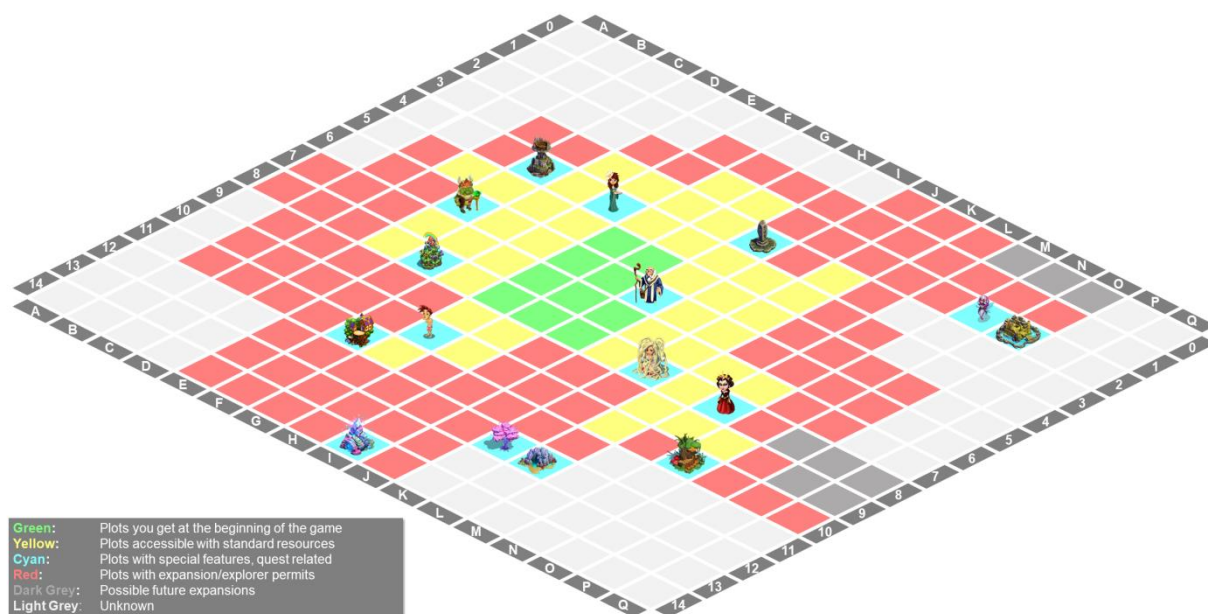 14 13 12 11 10 9 8 7 6 5 4 3 2 1 0
A B C D E F G H I J K L M N O P Q
A B C D E F G H I J K L M N O P Q
14 13 12 11 10 9 8 7 6 5 4 3 2 1 0
Green: Plots you get at the beginning of the game
Yellow: Plots accessible with standard resources
Cyan: Plots with special features, quest related
Red: Plots with expansion/explorer permits
Dark Grey: Possible future expansions
Light Grey: Unknown